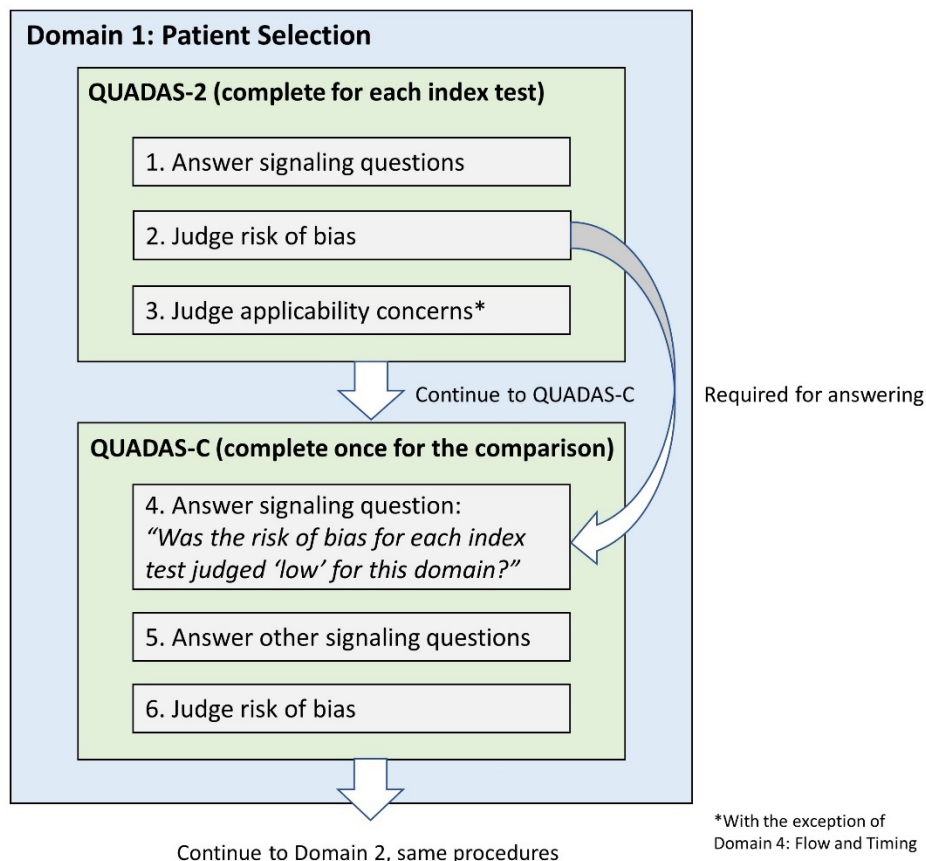 Domain 1: Patient Selection
QUADAS-2 (complete for each index test)
1. Answer signaling questions
2. Judge risk of bias
3. Judge applicability concerns*
Continue to QUADAS-C
Required for answering
QUADAS-C (complete once for the comparison)
4. Answer signaling question:
“Was the risk of bias for each index
test judged ‘low’ for this domain?”
5. Answer other signaling questions
6. Judge risk of bias
Continue to Domain 2, same procedures
*With the exception of
Domain 4: Flow and Timing